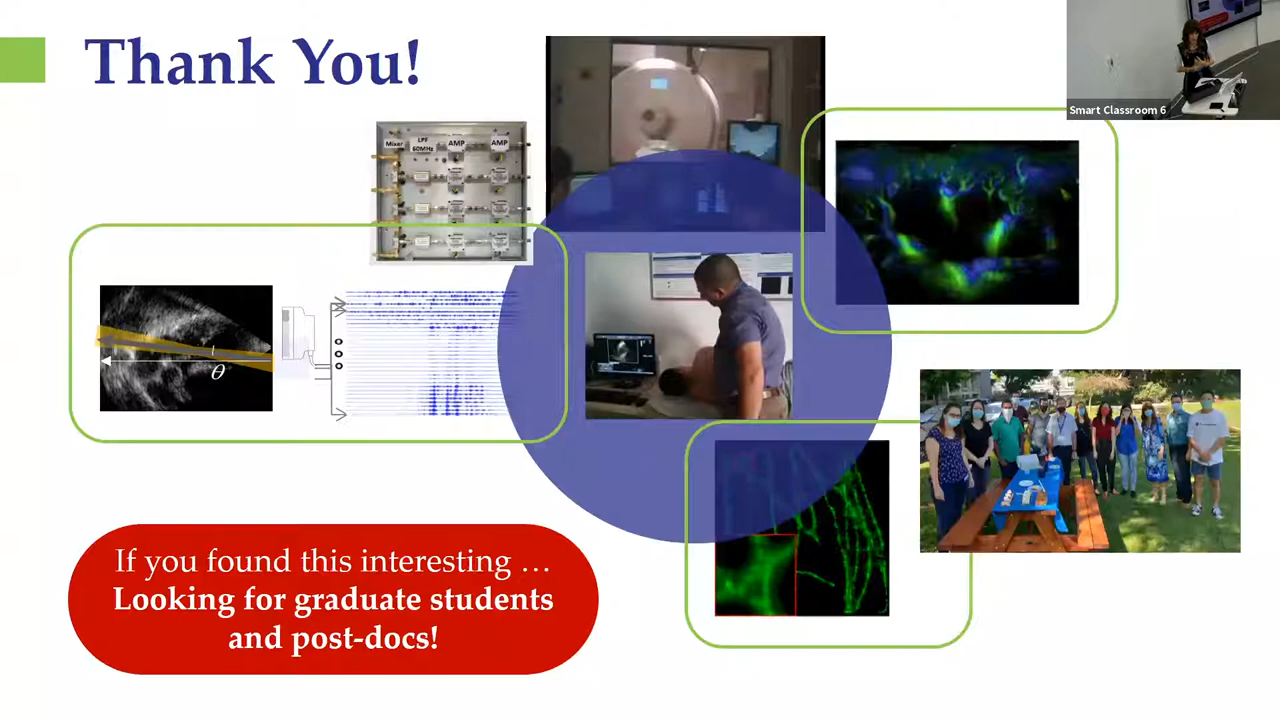 Thank You!
Smart Classroom 6
Mixer
LPF
60MHz
AMP
AMP
θ
If you found this interesting …
Looking for graduate students
and post-docs!